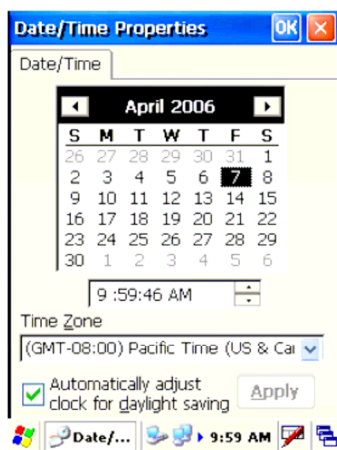 Date/Time Properties OK
Date/Time
April 2006
S M T W T F S
26 27 28 29 30 31 1
2 3 4 5 6 7 8
9 10 11 12 13 14 15
16 17 18 19 20 21 22
23 24 25 26 27 28 29
30 1 2 3 4 5 6
9 :59:46 AM
Time Zone
(GMT-08:00) Pacific Time (US & Cai
Automatically adjust
clock for daylight saving
Apply
Date/... 9:59 AM